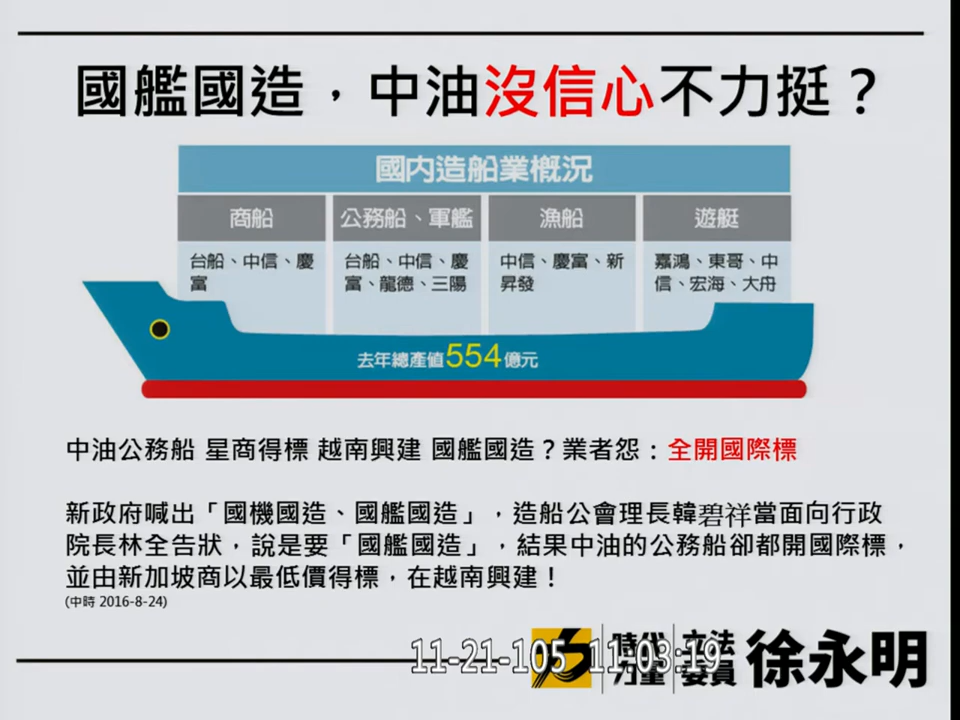 國艦國造，中油沒信心不力挺？
國內造船業概況
商船
公務船、軍艦
漁船
遊艇
台船、中信、慶
富
台船、中信、慶
富、龍德、三陽
中信、慶富、新
昇發
嘉鴻、東哥、中
信、宏海、大舟
去年總產值554億元
中油公務船 星商得標 越南興建 國艦國造？業者怨：全開國際標
新政府喊出「國機國造、國艦國造」，造船公會理長韓碧祥當面向行政
院長林全告狀，說是要「國艦國造」，結果中油的公務船卻都開國際標，
並由新加坡商以最低價得標，在越南興建！
(中時 2016-8-24)
時代
力量
立法
委員
徐永明
11-21-105 11:03:19